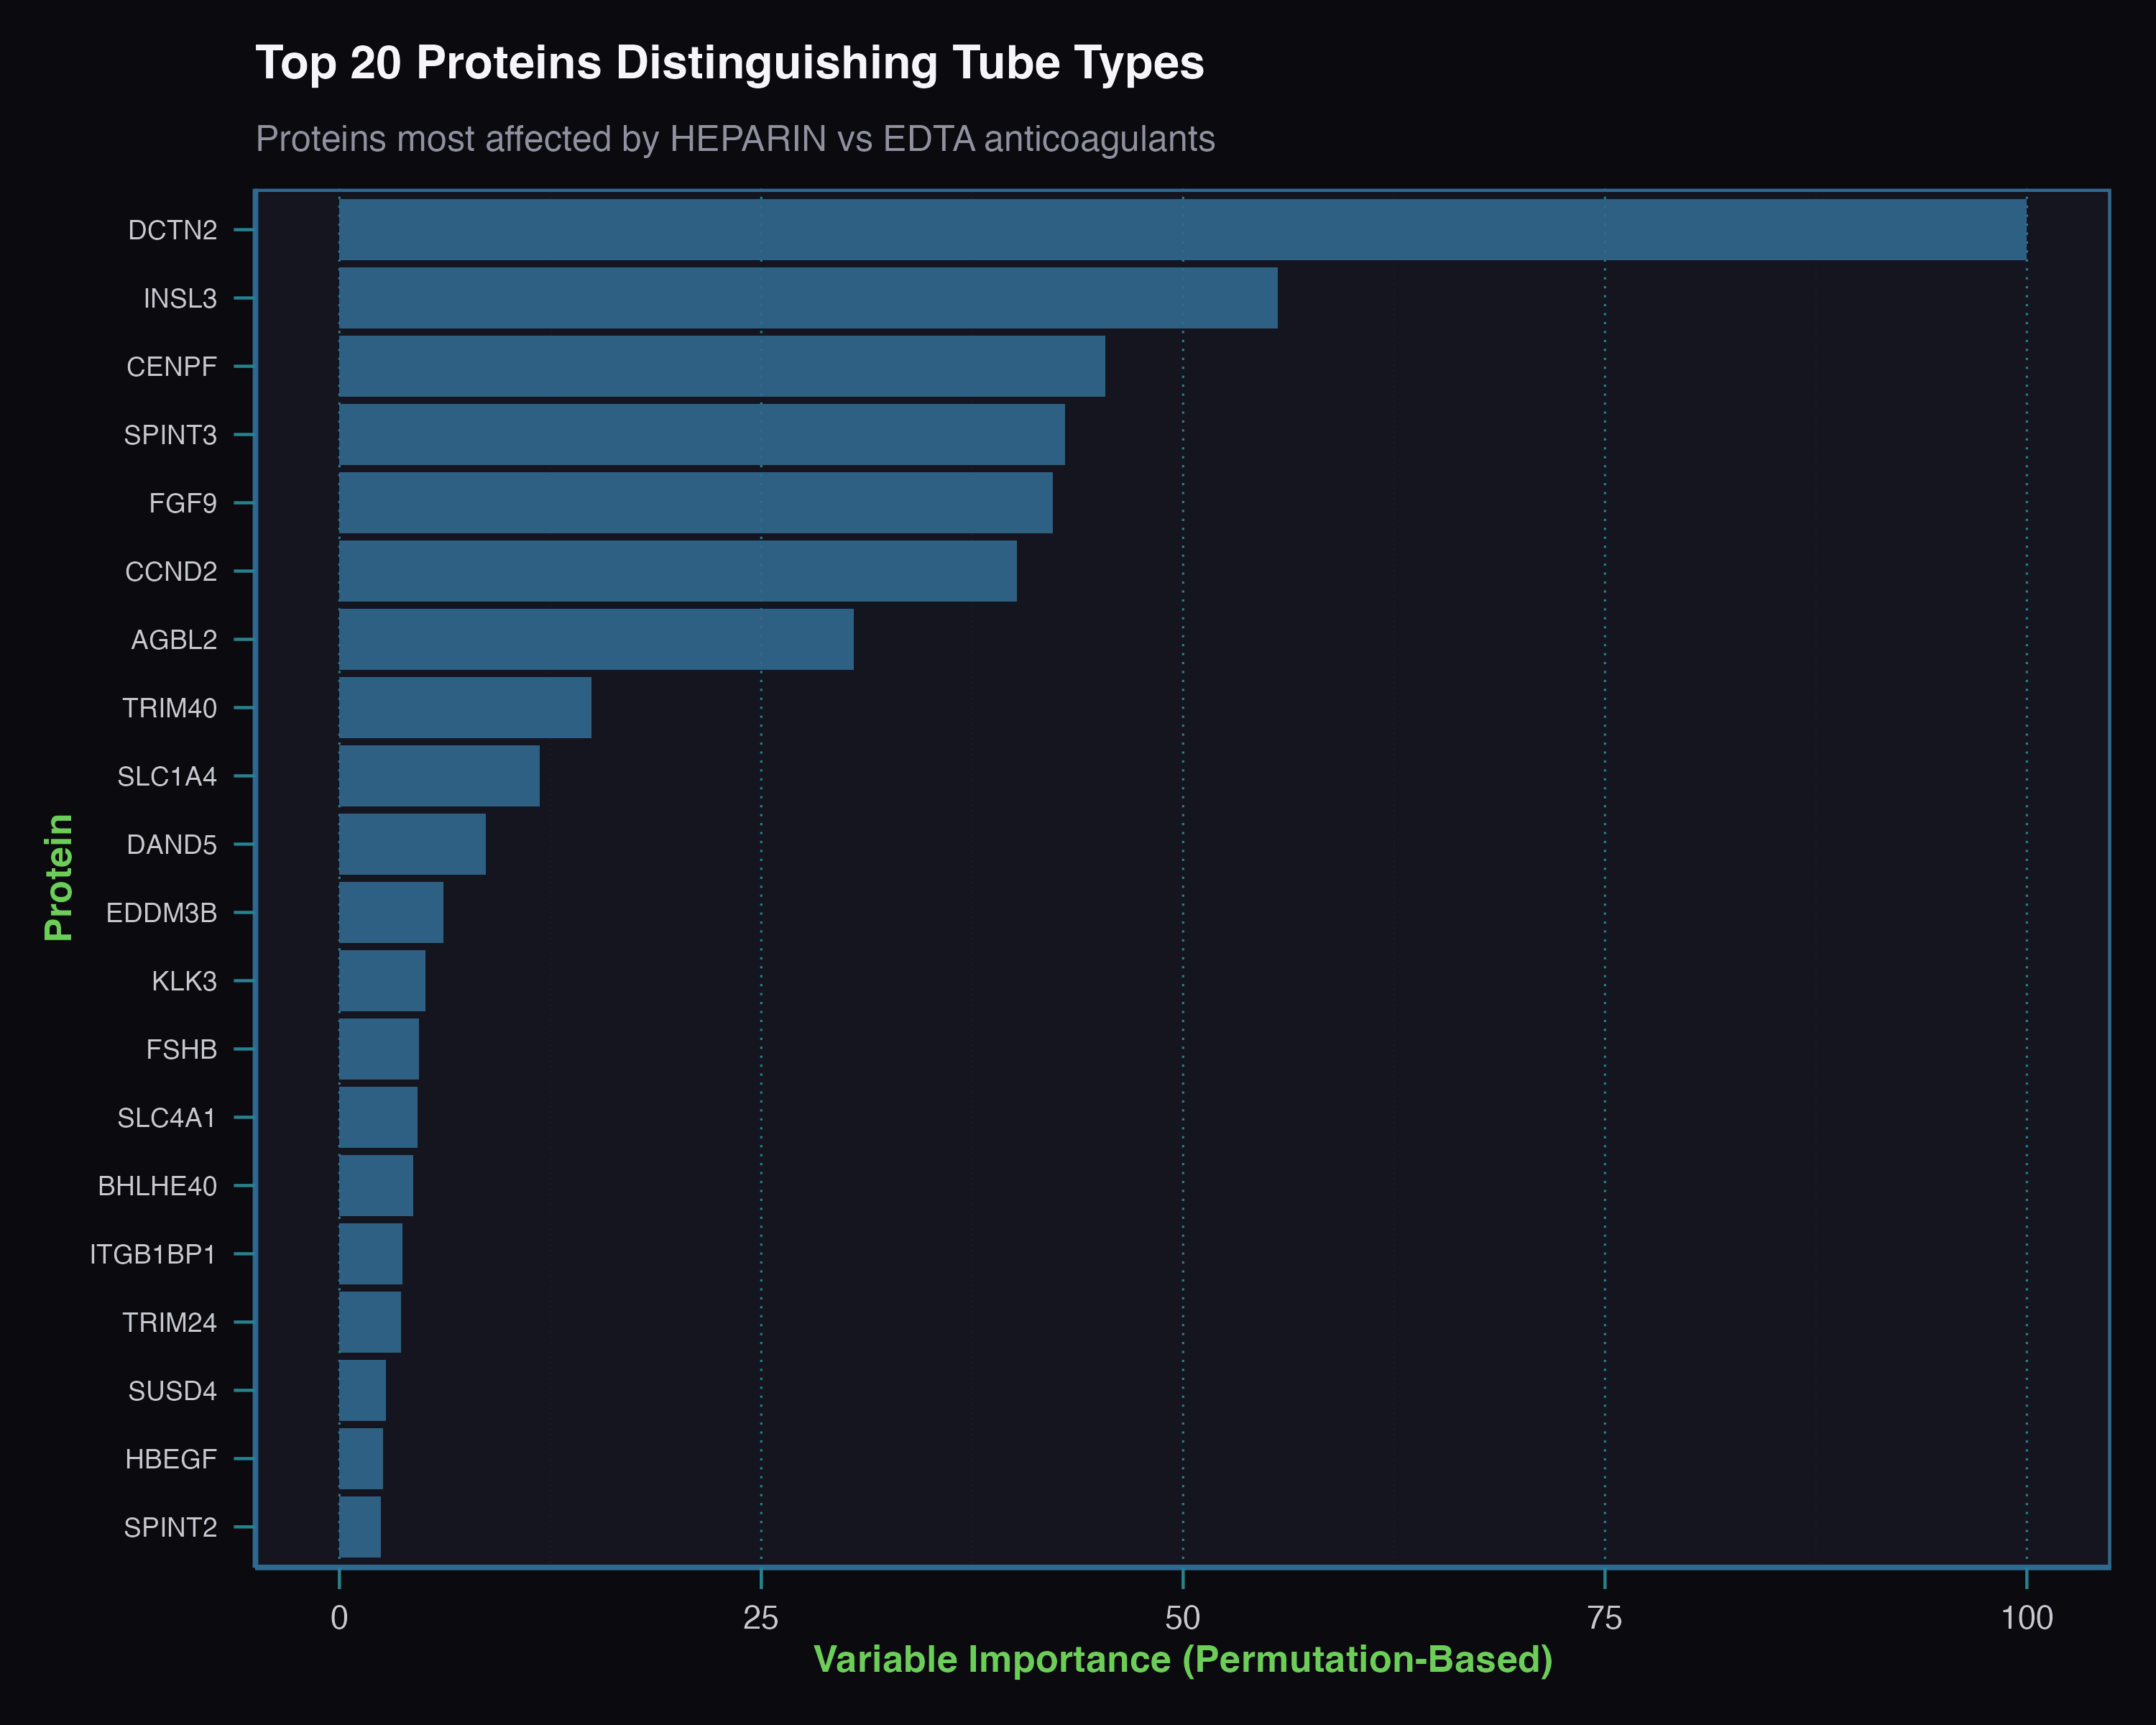 Top 20 Proteins Distinguishing Tube Types
Proteins most affected by HEPARIN vs EDTA anticoagulants
DCTN2
INSL3
CENPF
SPINT3
FGF9
CCND2
AGBL2
TRIM40
SLC1A4
DAND5
EDDM3B
KLK3
FSHB
SLC4A1
BHLHE40
ITGB1BP1
TRIM24
SUSD4
HBEGF
SPINT2
Protein
0 25 50 75 100
Variable Importance (Permutation-Based)